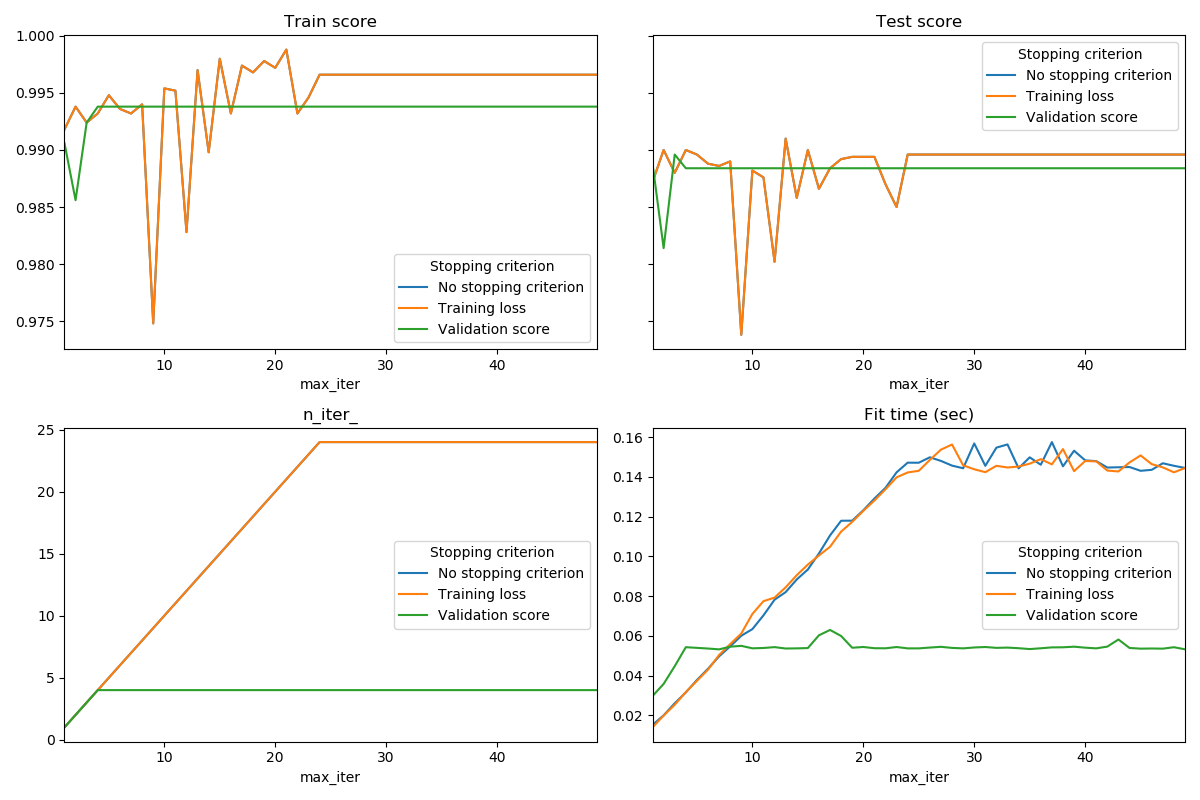 Train score
1.000
0.995
0.990
0.985
0.980
0.975
Stopping criterion
No stopping criterion
Training loss
Validation score
10 20 30 40
max_iter
Test score
Stopping criterion
No stopping criterion
Training loss
Validation score
10 20 30 40
max_iter
n_iter_
25
20
15
10
5
0
Stopping criterion
No stopping criterion
Training loss
Validation score
10 20 30 40
max_iter
Fit time (sec)
0.16
0.14
0.12
0.10
0.08
0.06
0.04
0.02
Stopping criterion
No stopping criterion
Training loss
Validation score
10 20 30 40
max_iter